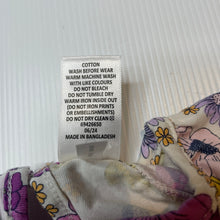 COTTON
WASH BEFORE WEAR
WARM MACHINE WASH
WITH LIKE COLOURS
DO NOT BLEACH
DO NOT TUMBLE DRY
WARM IRON INSIDE OUT
(DO NOT IRON PRINTS
OR EMBELLISHMENTS)
DO NOT DRY CLEAN
69426650
06/24
MADE IN BANGLADESH